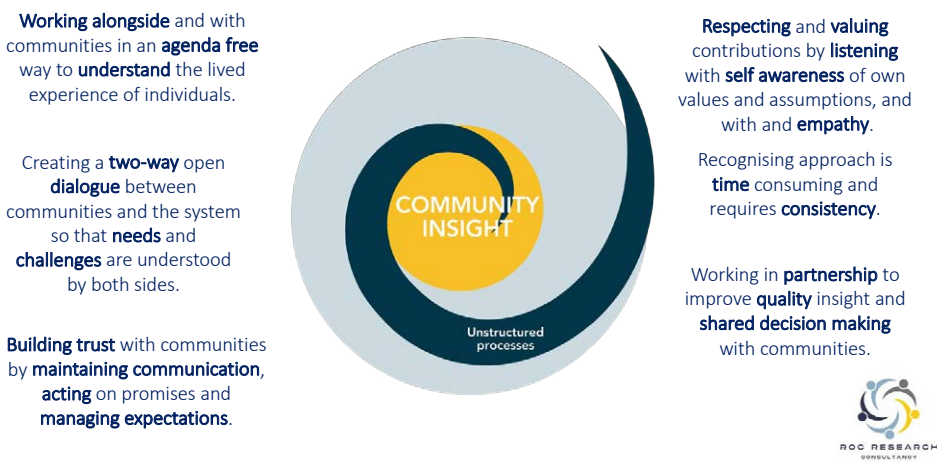 Working alongside and with
communities in an agenda free
way to understand the lived
experience of individuals.
Creating a two-way open
dialogue between
communities and the system
so that needs and
challenges are understood
by both sides.
Building trust with communities
by maintaining communication,
acting on promises and
managing expectations.
COMMUNITY
INSIGHT
Unstructured
processes
Respecting and valuing
contributions by listening
with self awareness of own
values and assumptions, and
with and empathy.
Recognising approach is
time consuming and
requires consistency.
Working in partnership to
improve quality insight and
shared decision making
with communities.
ROC RESEARCH
CONSULTANCY